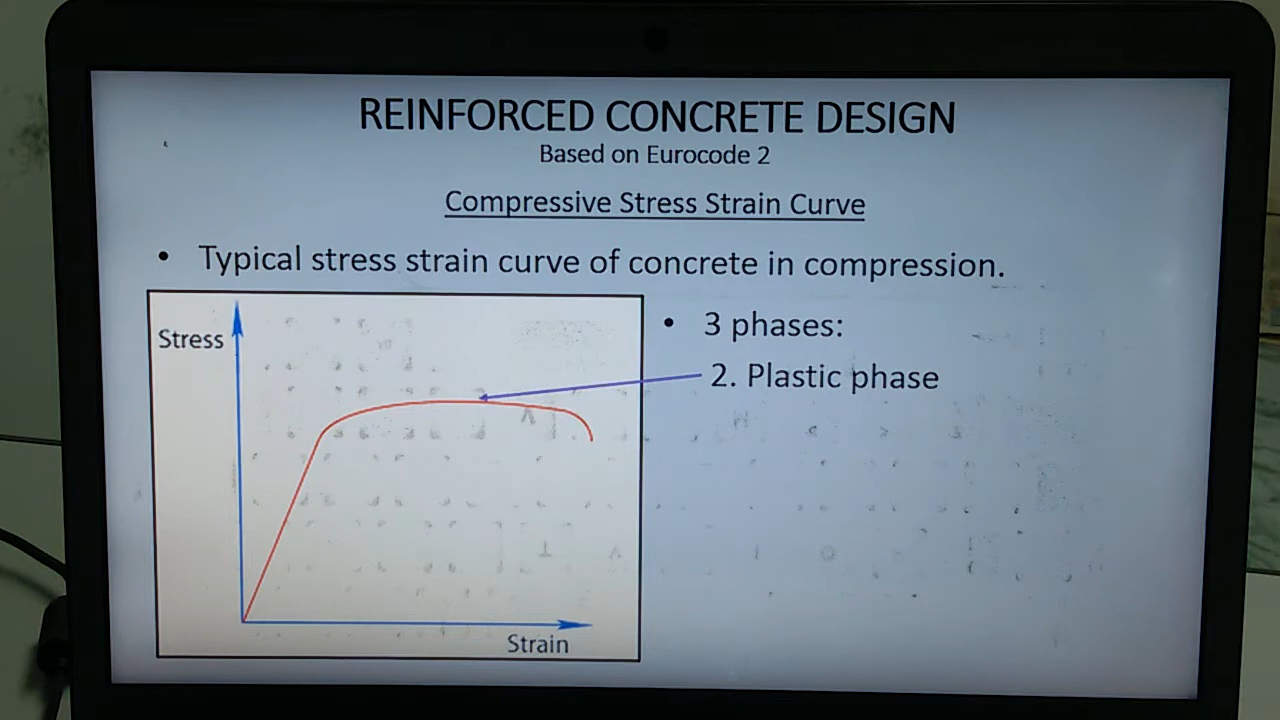 REINFORCED CONCRETE DESIGN
Based on Eurocode 2
Compressive Stress Strain Curve
• Typical stress strain curve of concrete in compression.
Stress
Strain
• 3 phases:
2. Plastic phase